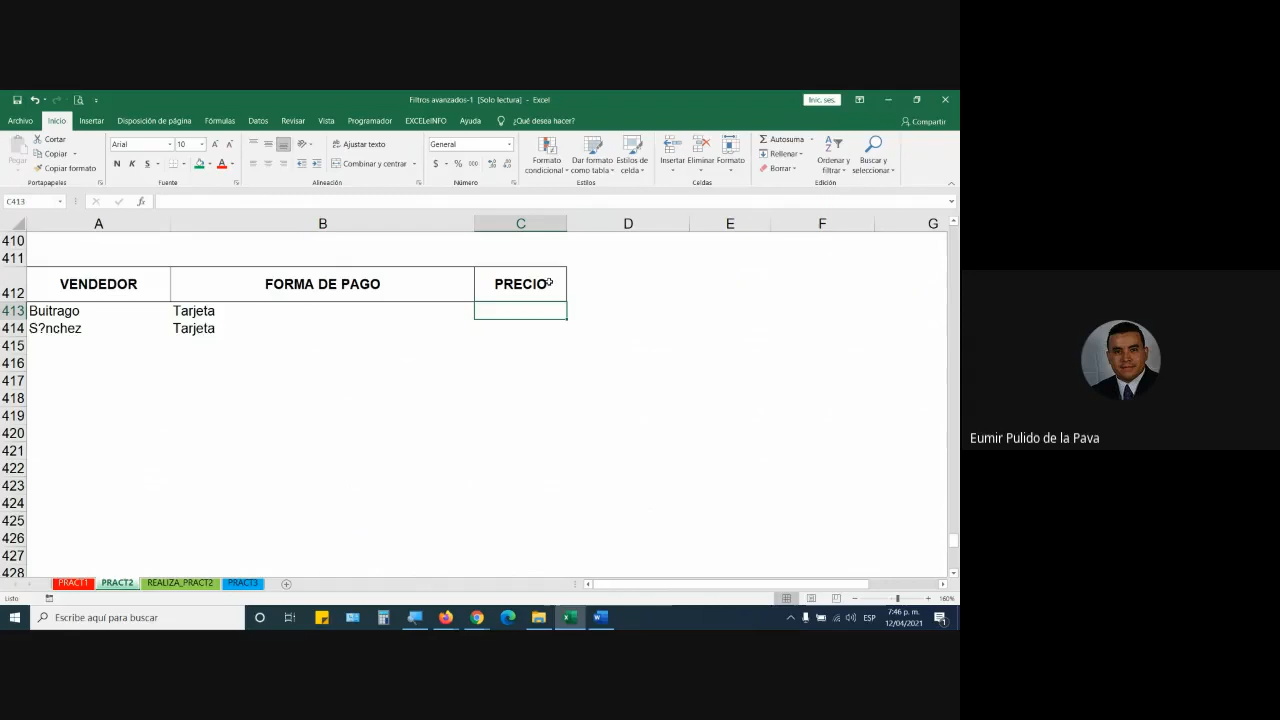 Filtros avanzados-1 [Solo lectura] - Excel
Inic. ses.
Archivo Inicio Insertar Disposición de página Fórmulas Datos Revisar Vista Programador EXCELeINFO Ayuda ¿Qué desea hacer? Compartir
Pegar
Cortar
Copiar
Copiar formato
Portapapeles
Arial 10
N K S
Fuente
Ajustar texto
Combinar y centrar
Alineación
General
$ % 000
Número
Formato condicional
Dar formato como tabla
Estilos de celda
Estilos
Insertar Eliminar Formato
Celdas
Autosuma
Rellenar
Borrar
Ordenar y filtrar
Buscar y seleccionar
Edición
C413
A B C D E F G
410
411
412 VENDEDOR FORMA DE PAGO PRECIO
413 Buitrago Tarjeta
414 S?nchez Tarjeta
415
416
417
418
419
420
421
422
423
424
425
426
427
428
PRACT1 PRACT2 REALIZA_PRACT2 PRACT3
Listo
160%
Escribe aquí para buscar
ESP
7:46 p. m.
12/04/2021
Eumir Pulido de la Pava